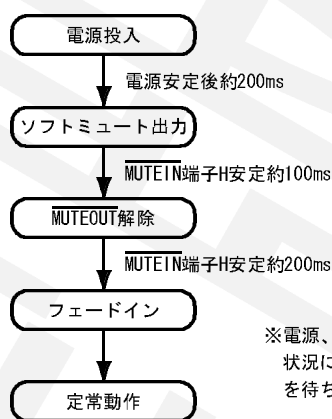 電源投入
電源安定後約200ms
ソフトミュート出力
MUTEIN端子H安定約100ms
MUTEOUT解除
MUTEIN端子H安定約200ms
フェードイン
※電源、
状況に
を待ち
定常動作